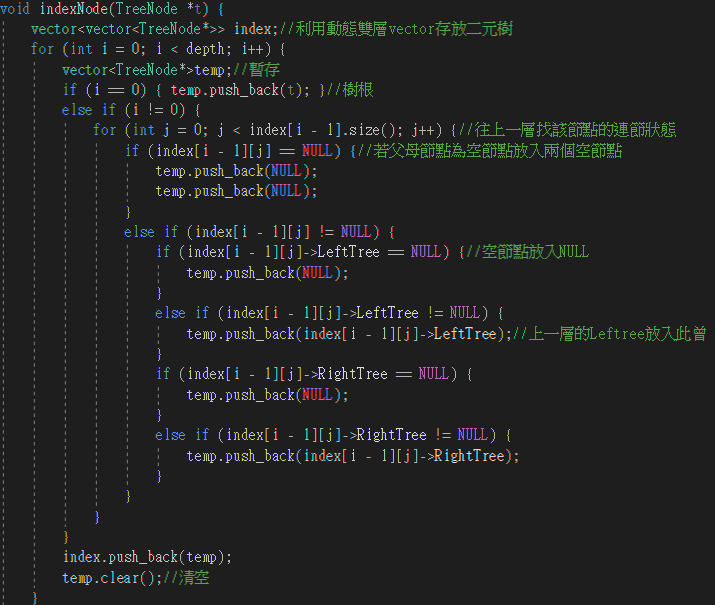 void indexNode(TreeNode *t) {
vector<vector<TreeNode*>> index;//利用動態雙層vector存放二元樹
for (int i = 0; i < depth; i++) {
vector<TreeNode*>temp;//暫存
if (i == 0) { temp.push_back(t); }//樹根
else if (i != 0) {
for (int j = 0; j < index[i - 1].size(); j++) {//往上一層找該節點的連節狀態
if (index[i - 1][j] == NULL) {//若父母節點為空節點放入兩個空節點
temp.push_back(NULL);
temp.push_back(NULL);
}
else if (index[i - 1][j] != NULL) {
if (index[i - 1][j]->LeftTree == NULL) {//空節點放入NULL
temp.push_back(NULL);
}
else if (index[i - 1][j]->LeftTree != NULL) {
temp.push_back(index[i - 1][j]->LeftTree);//上一層的Leftree放入此曾
}
if (index[i - 1][j]->RightTree == NULL) {
temp.push_back(NULL);
}
else if (index[i - 1][j]->RightTree != NULL) {
temp.push_back(index[i - 1][j]->RightTree);
}
}
}
}
index.push_back(temp);
temp.clear();//清空
}